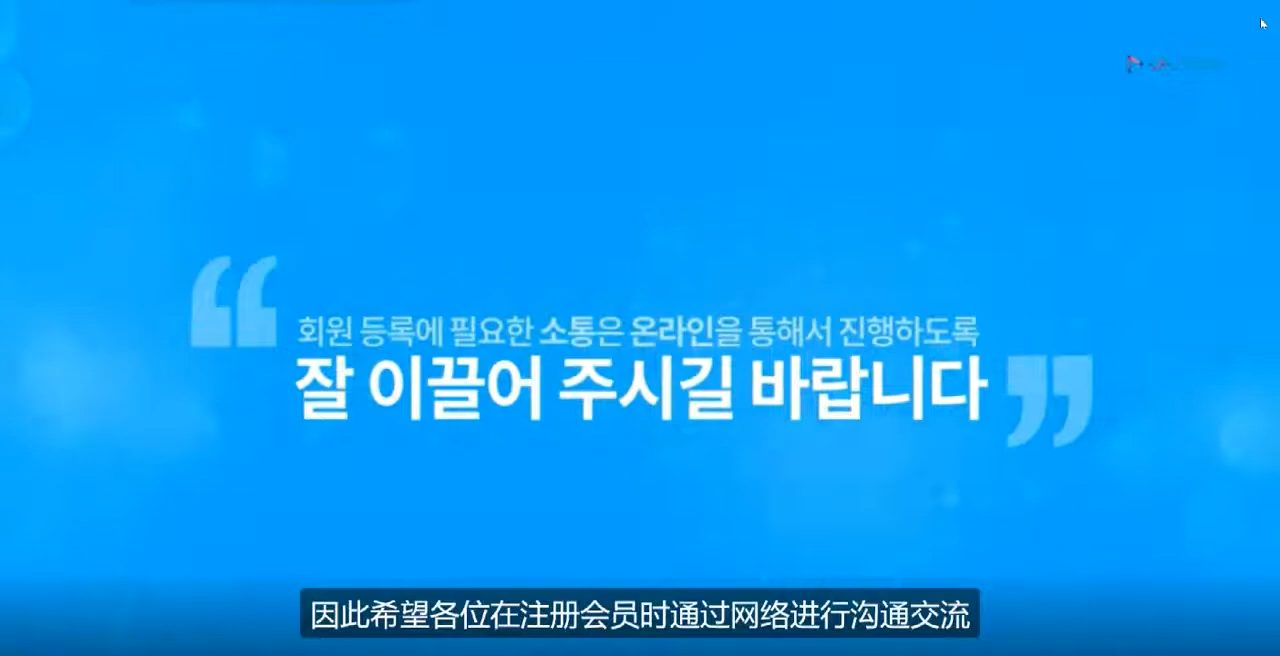 “
회원 등록에 필요한 소통은 온라인을 통해서 진행하도록
잘 이끌어 주시길 바랍니다 ”
因此希望各位在注册会员时通过网络进行沟通交流